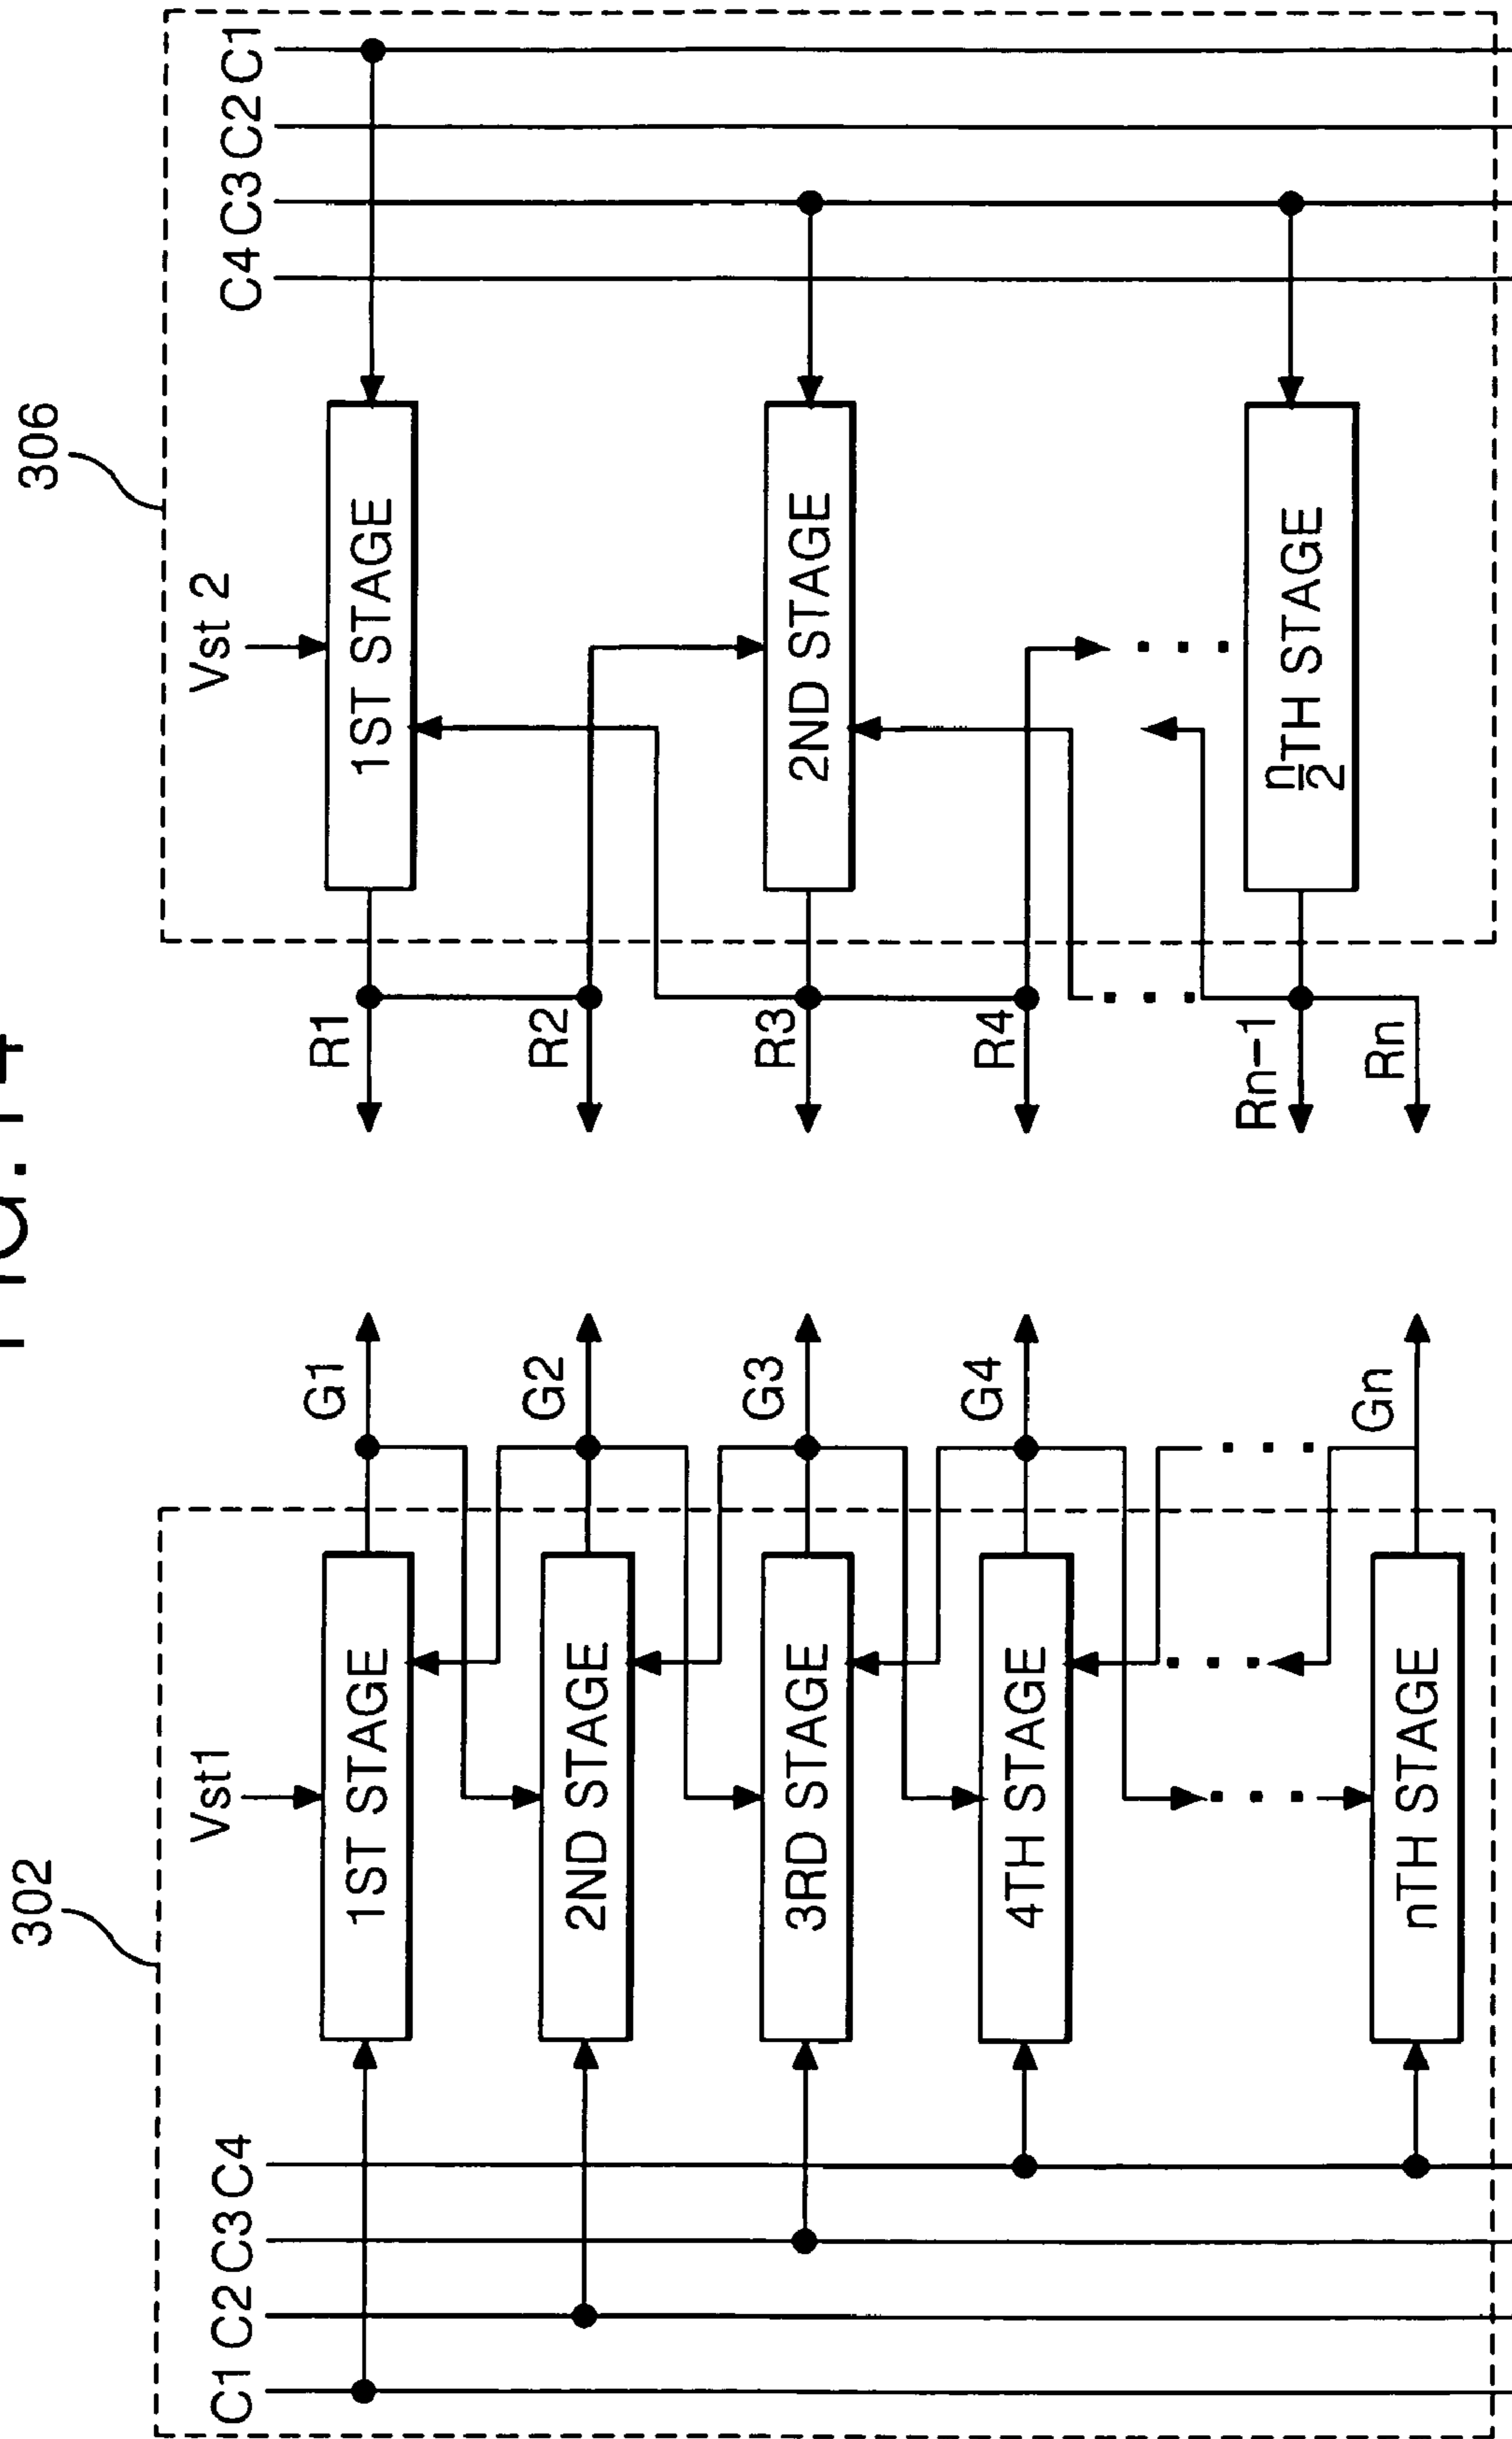 FIG.14
302
306
C1 C2 C3 C4
Vst1
1ST STAGE
G1
2ND STAGE
G2
3RD STAGE
G3
4TH STAGE
G4
nTH STAGE
Gn
Vst 2
C4 C3 C2 C1
R1
1ST STAGE
R2
R3
2ND STAGE
R4
Rn-1
n/2 TH STAGE
Rn